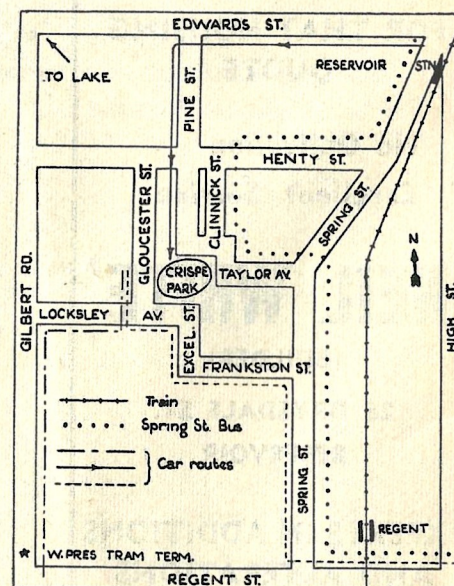 EDWARDS ST.
TO LAKE
PINE ST.
RESERVOIR
STN
HENTY ST.
GLOUCESTER ST.
CLINNICK ST.
SPRING ST.
GILBERT RD.
CRISPE
PARK
TAYLOR AV.
N
HIGH ST.
LOCKSLEY AV.
EXCEL. ST.
FRANKSTON ST.
Train
Spring St. Bus
Car routes
SPRING ST.
REGENT
* W. PRES TRAM TERM.
REGENT ST.